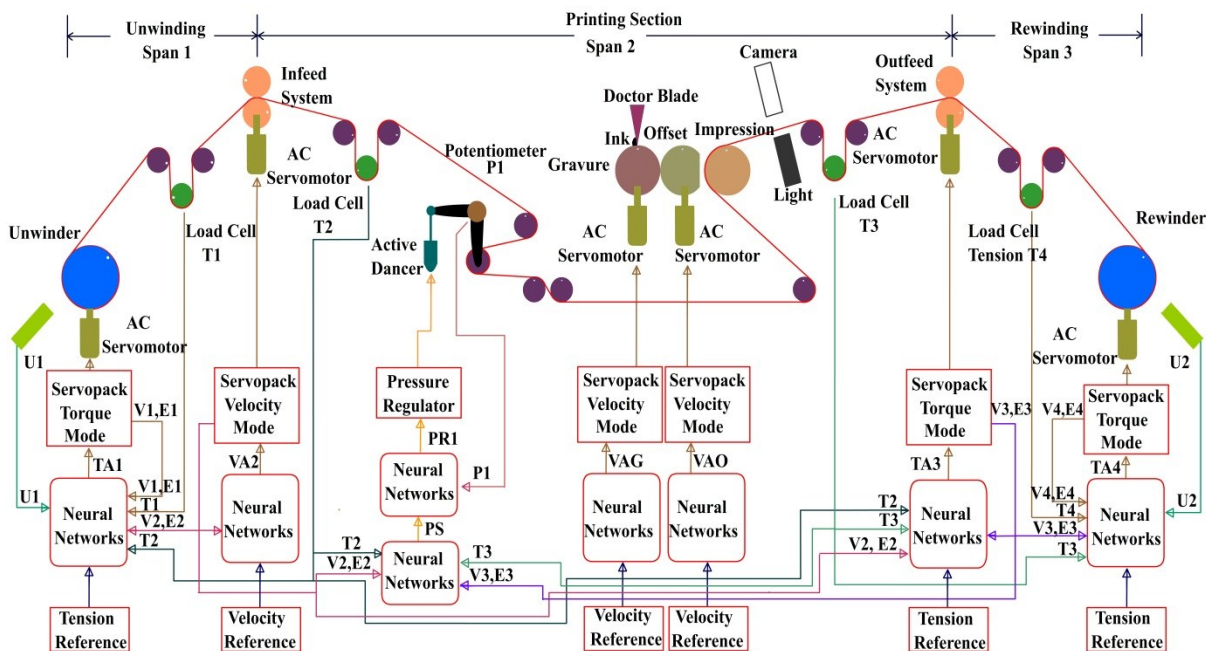 Unwinding
Span 1
Printing Section
Span 2
Rewinding
Span 3
Infeed
System
Camera
Outfeed
System
Doctor Blade
Ink
Offset
Impression
Potentiometer
P1
Gravure
AC
Servomotor
AC
Servomotor
Light
Load Cell
T1
Load Cell
T2
Load Cell
T3
Load Cell
Tension T4
Unwinder
Rewinder
Active
Dancer
AC
Servomotor
AC
Servomotor
AC
Servomotor
AC
Servomotor
U1
U2
Servopack
Torque
Mode
V1,E1
Servopack
Velocity
Mode
Pressure
Regulator
Servopack
Velocity
Mode
Servopack
Velocity
Mode
Servopack
Torque
Mode
V3,E3
V4,E4
Servopack
Torque
Mode
TA1
VA2
PR1
VAG
VAO
TA3
TA4
U1
Neural
Networks
V1,E1
T1
V2,E2
T2
Neural
Networks
Neural
Networks
P1
PS
Neural
Networks
T2
V2,E2
T3
V3,E3
Neural
Networks
Neural
Networks
T2
T3
V2, E2
Neural
Networks
V4,E4
T4
V3,E3
T3
Neural
Networks
U2
Tension
Reference
Velocity
Reference
Velocity
Reference
Velocity
Reference
Tension
Reference
Tension
Reference